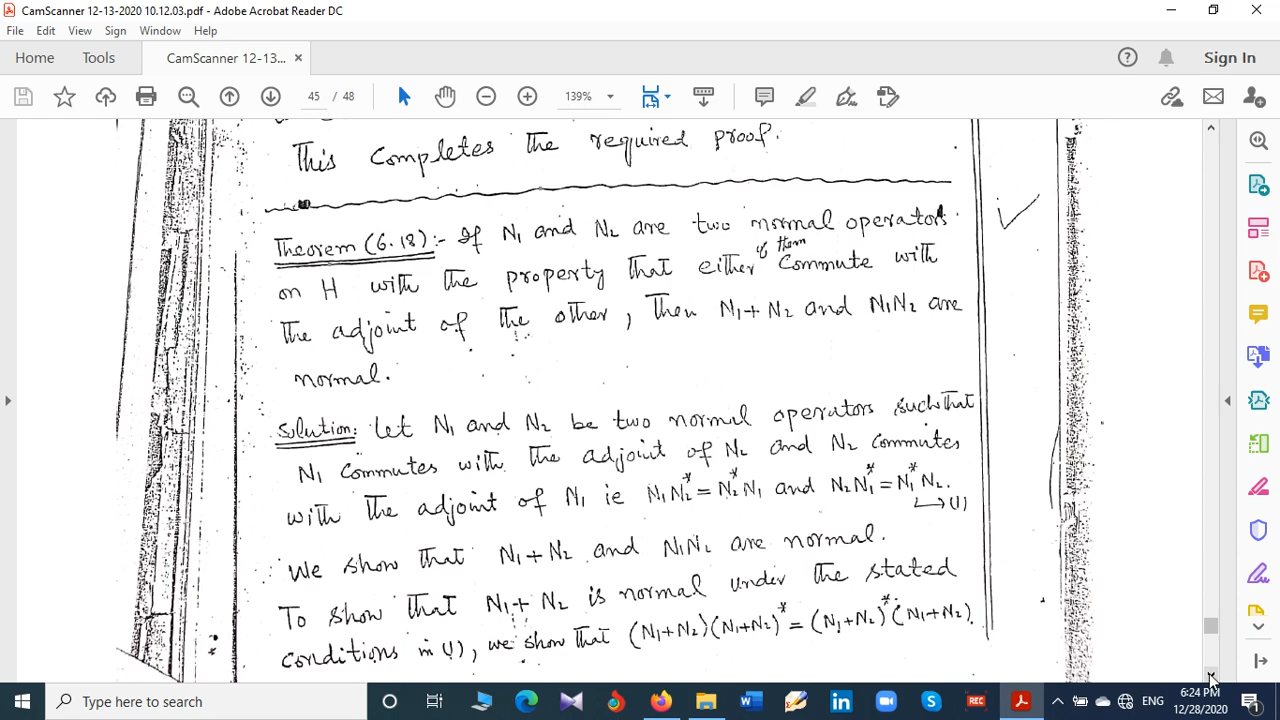 CamScanner 12-13-2020 10.12.03.pdf - Adobe Acrobat Reader DC
File Edit View Sign Window Help
Home Tools CamScanner 12-13... × Sign In
45 / 48 139%
This Completes the required proof.
Theorem (6.18):- If N₁ and N₂ are two normal operators
on H with the property that either of them Commute with
the adjoint of the other, Then N₁+N₂ and N₁N₂ are
normal.
Solution: Let N₁ and N₂ be two normal operators such that
N₁ Commutes with the adjoint of N₂ and N₂ Commutes
with the adjoint of N₁ ie N₁N₂* = N₂*N₁ and N₂N₁* = N₁*N₂.
→(1)
We show that N₁+N₂ and N₁N₂ are normal.
To show that N₁+N₂ is normal under the stated
conditions in (1), we show that (N₁+N₂)(N₁+N₂)* = (N₁+N₂)*(N₁+N₂).
Type here to search
REC
ENG
6:24 PM
12/28/2020
1